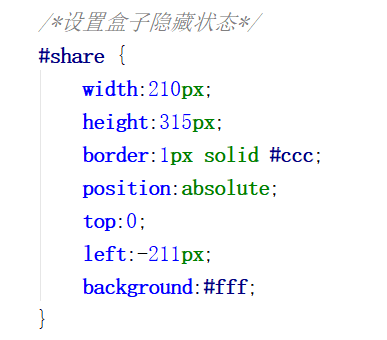 /*设置盒子隐藏状态*/
#share {
    width:210px;
    height:315px;
    border:1px solid #ccc;
    position:absolute;
    top:0;
    left:-211px;
    background:#fff;
}